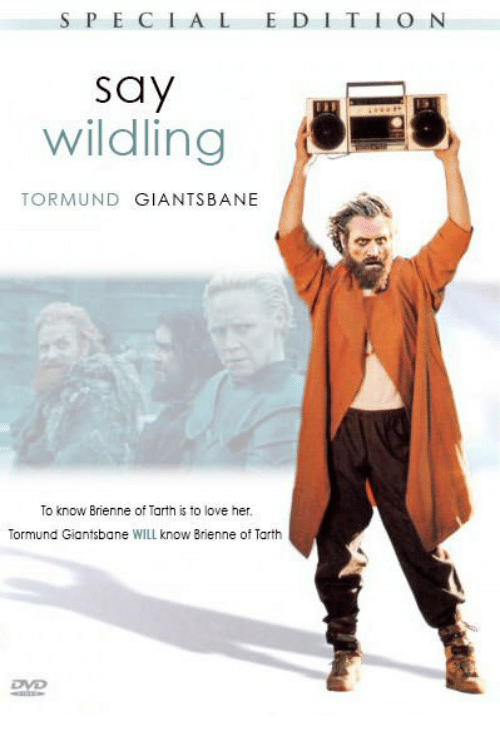 SPECIAL EDITION
say
wildling
TORMUND GIANTSBANE
To know Brienne of Tarth is to love her.
Tormund Giantsbane WILL know Brienne of Tarth
DVD